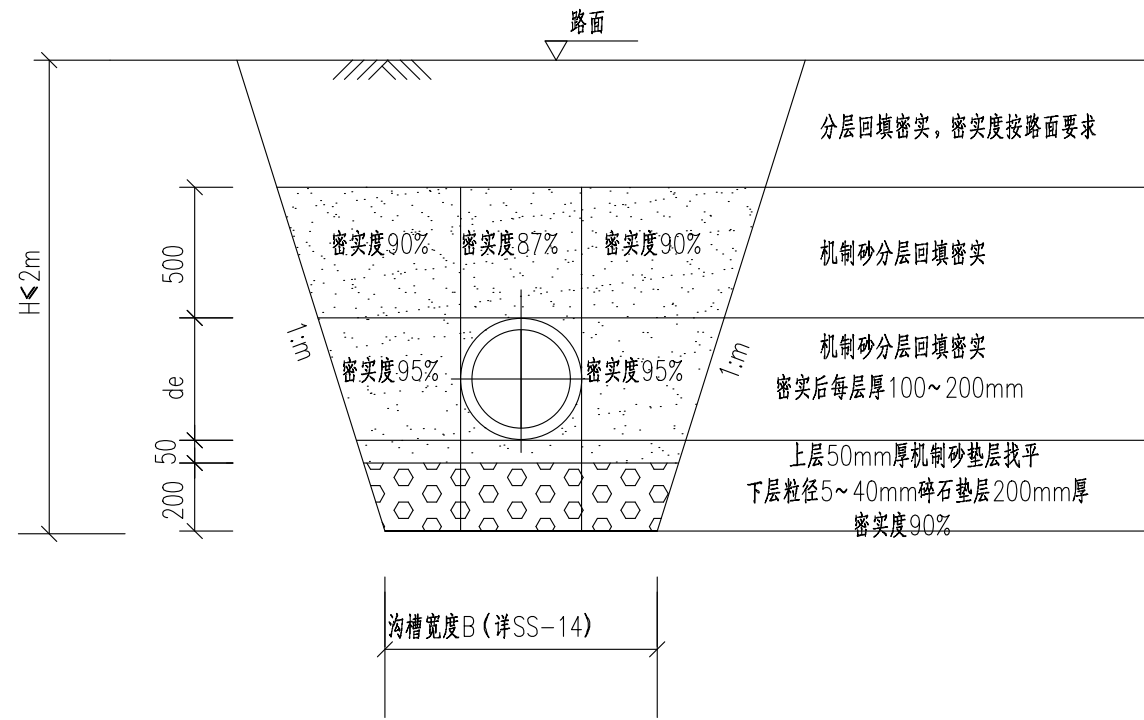 路面
分层回填密实，密实度按路面要求
密实度90%
密实度87%
密实度90%
机制砂分层回填密实
500
H≤2m
1:m
1:m
机制砂分层回填密实
密实后每层厚100~200mm
密实度95%
密实度95%
de
50
上层50mm厚机制砂垫层找平
下层粒径5~40mm碎石垫层200mm厚
密实度90%
200
沟槽宽度B(详SS-14)